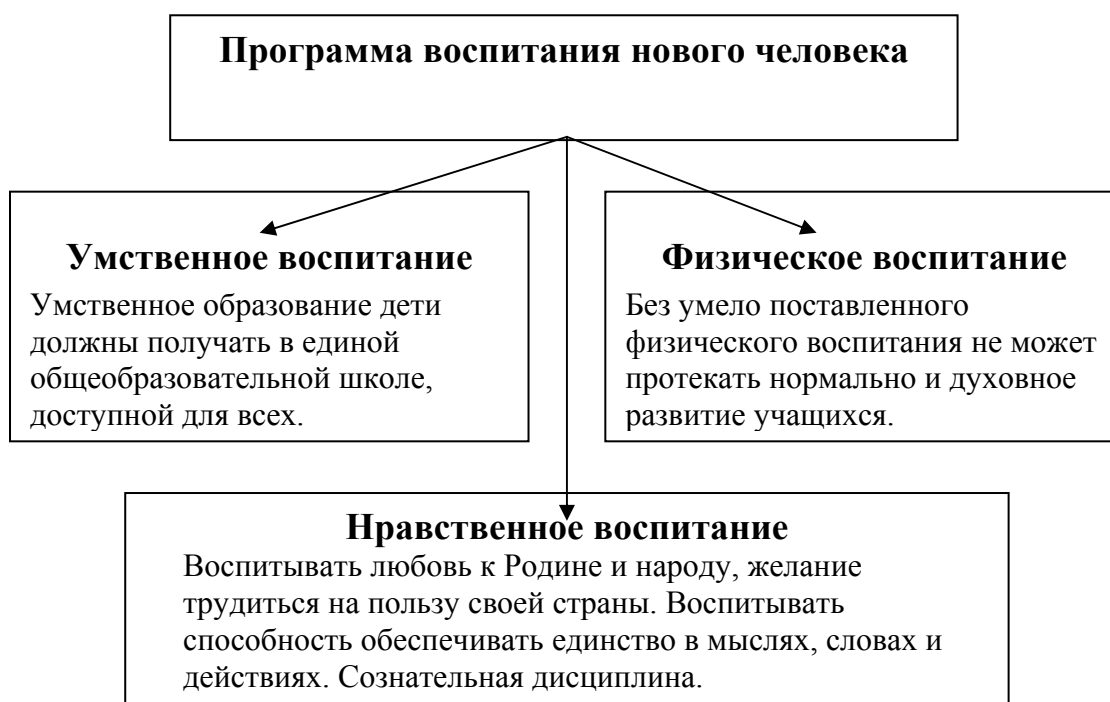 Программа воспитания нового человека
Умственное воспитание
Умственное образование дети
должны получать в единой
общеобразовательной школе,
доступной для всех.
Физическое воспитание
Без умело поставленного
физического воспитания не может
протекать нормально и духовное
развитие учащихся.
Нравственное воспитание
Воспитывать любовь к Родине и народу, желание
трудиться на пользу своей страны. Воспитывать
способность обеспечивать единство в мыслях, словах и
действиях. Сознательная дисциплина.